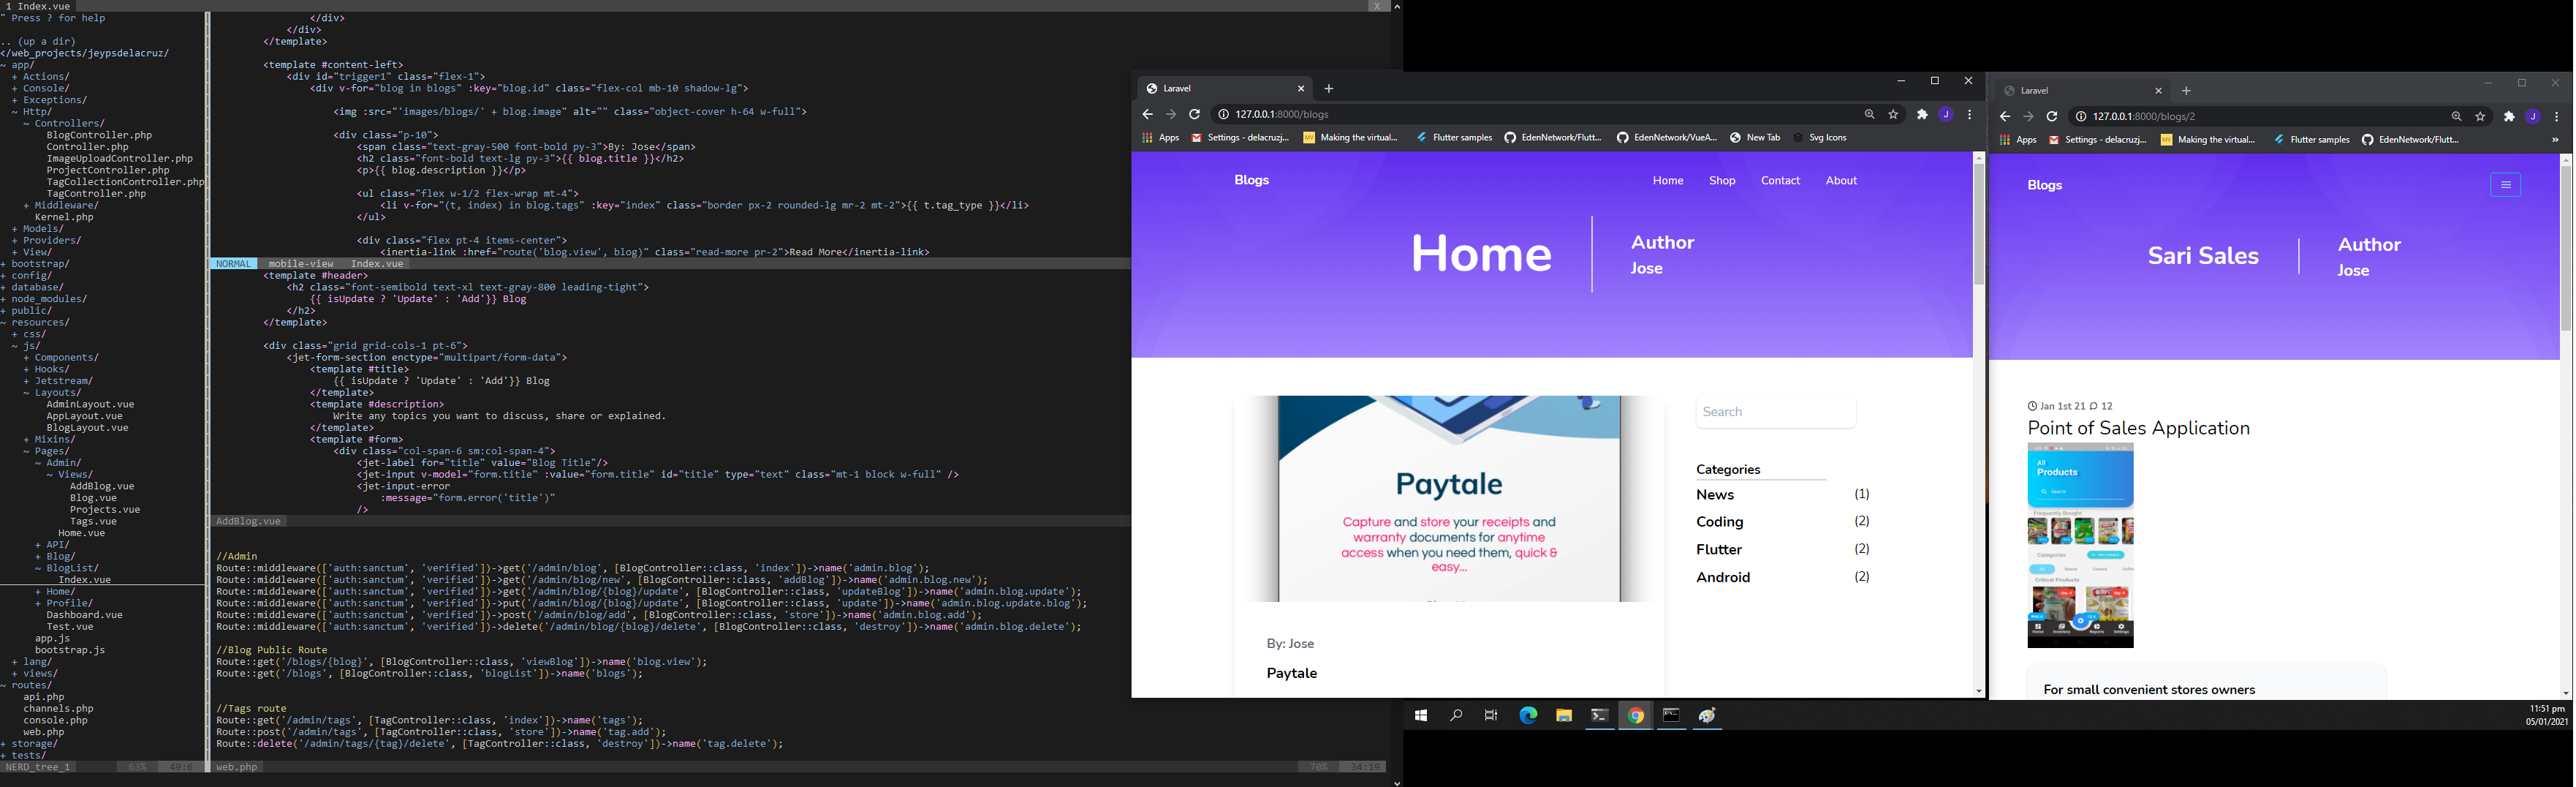 1 Index.vue X
" Press ? for help
.. (up a dir)
</web_projects/jeypsdelacruz/
~ app/
+ Actions/
+ Console/
+ Exceptions/
~ Http/
~ Controllers/
BlogController.php
Controller.php
ImageUploadController.php
ProjectController.php
TagCollectionController.php
TagController.php
+ Middleware/
Kernel.php
+ Models/
+ Providers/
+ View/
+ bootstrap/
+ config/
+ database/
+ node_modules/
+ public/
~ resources/
+ css/
~ js/
+ Components/
+ Hooks/
+ Jetstream/
~ Layouts/
AdminLayout.vue
AppLayout.vue
BlogLayout.vue
+ Mixins/
~ Pages/
~ Admin/
~ Views/
AddBlog.vue
Blog.vue
Projects.vue
Tags.vue
Home.vue
+ API/
+ Blog/
~ BlogList/
Index.vue
+ Home/
+ Profile/
Dashboard.vue
Test.vue
app.js
bootstrap.js
+ lang/
+ views/
~ routes/
api.php
channels.php
console.php
web.php
+ storage/
+ tests/
NERD_tree_1 63% 49:6
</div>
</div>
</template>
<template #content-left>
<div id="trigger1" class="flex-1">
<div v-for="blog in blogs" :key="blog.id" class="flex-col mb-10 shadow-lg">
<img :src="'images/blogs/' + blog.image" alt="" class="object-cover h-64 w-full">
<div class="p-10">
<span class="text-gray-500 font-bold py-3">By: Jose</span>
<h2 class="font-bold text-lg py-3">{{ blog.title }}</h2>
<p>{{ blog.description }}</p>
<ul class="flex w-1/2 flex-wrap mt-4">
<li v-for="(t, index) in blog.tags" :key="index" class="border px-2 rounded-lg mr-2 mt-2">{{ t.tag_type }}</li>
</ul>
<div class="flex pt-4 items-center">
<inertia-link :href="route('blog.view', blog)" class="read-more pr-2">Read More</inertia-link>
NORMAL mobile-view Index.vue
<template #header>
<h2 class="font-semibold text-xl text-gray-800 leading-tight">
{{ isUpdate ? 'Update' : 'Add'}} Blog
</h2>
</template>
<div class="grid grid-cols-1 pt-6">
<jet-form-section enctype="multipart/form-data">
<template #title>
{{ isUpdate ? 'Update' : 'Add'}} Blog
</template>
<template #description>
Write any topics you want to discuss, share or explained.
</template>
<template #form>
<div class="col-span-6 sm:col-span-4">
<jet-label for="title" value="Blog Title"/>
<jet-input v-model="form.title" :value="form.title" id="title" type="text" class="mt-1 block w-full" />
<jet-input-error
:message="form.error('title')"
/>
AddBlog.vue
//Admin
Route::middleware(['auth:sanctum', 'verified'])->get('/admin/blog', [BlogController::class, 'index'])->name('admin.blog');
Route::middleware(['auth:sanctum', 'verified'])->get('/admin/blog/new', [BlogController::class, 'addBlog'])->name('admin.blog.new');
Route::middleware(['auth:sanctum', 'verified'])->get('/admin/blog/{blog}/update', [BlogController::class, 'updateBlog'])->name('admin.blog.update');
Route::middleware(['auth:sanctum', 'verified'])->put('/admin/blog/{blog}/update', [BlogController::class, 'update'])->name('admin.blog.update.blog');
Route::middleware(['auth:sanctum', 'verified'])->post('/admin/blog/add', [BlogController::class, 'store'])->name('admin.blog.add');
Route::middleware(['auth:sanctum', 'verified'])->delete('/admin/blog/{blog}/delete', [BlogController::class, 'destroy'])->name('admin.blog.delete');
//Blog Public Route
Route::get('/blogs/{blog}', [BlogController::class, 'viewBlog'])->name('blog.view');
Route::get('/blogs', [BlogController::class, 'blogList'])->name('blogs');
//Tags route
Route::get('/admin/tags', [TagController::class, 'index'])->name('tags');
Route::post('/admin/tags', [TagController::class, 'store'])->name('tag.add');
Route::delete('/admin/tags/{tag}/delete', [TagController::class, 'destroy'])->name('tag.delete');
web.php 70% 34:19
Laravel
127.0.0.1:8000/blogs
J
Apps Settings - delacruzj... MV Making the virtual... Flutter samples EdenNetwork/Flutt... EdenNetwork/VueA... New Tab Svg Icons
Blogs Home Shop Contact About
Home
Author
Jose
Paytale
Capture and store your receipts and
warranty documents for anytime
access when you need them, quick &
easy...
By: Jose
Paytale
Search
Categories
News (1)
Coding (2)
Flutter (2)
Android (2)
Laravel
127.0.0.1:8000/blogs/2
J
Apps Settings - delacruzj... MV Making the virtual... Flutter samples EdenNetwork/Flutt... »
Blogs
Sari Sales
Author
Jose
Jan 1st 21 12
Point of Sales Application
All
Products
Search
Frequently Bought
Categories
All
Critical Products
Home Inventory Reports Settings
For small convenient stores owners
11:51 pm
05/01/2021